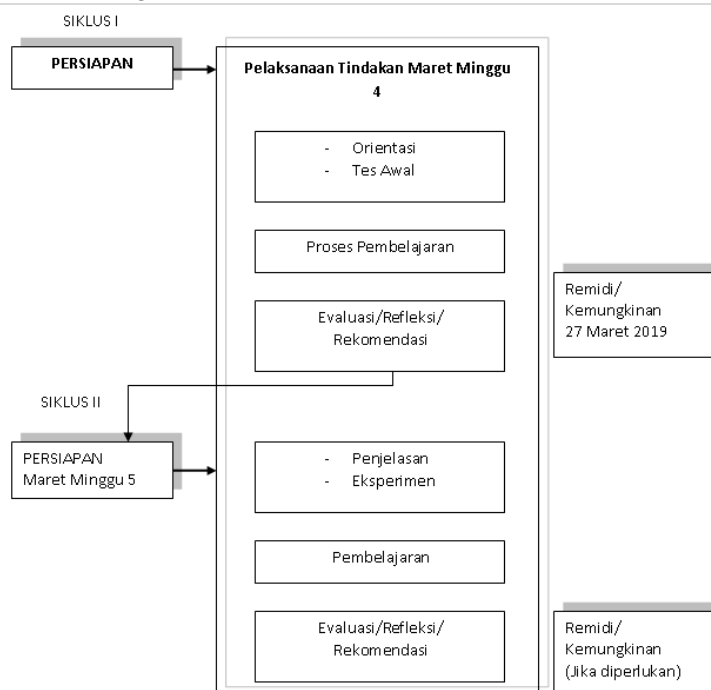 SIKLUS I
PERSIAPAN
Pelaksanaan Tindakan Maret Minggu
4
- Orientasi
- Tes Awal
Proses Pembelajaran
Evaluasi/Refleksi/
Rekomendasi
Remidi/
Kemungkinan
27 Maret 2019
SIKLUS II
PERSIAPAN
Maret Minggu 5
- Penjelasan
- Eksperimen
Pembelajaran
Evaluasi/Refleksi/
Rekomendasi
Remidi/
Kemungkinan
(Jika diperlukan)